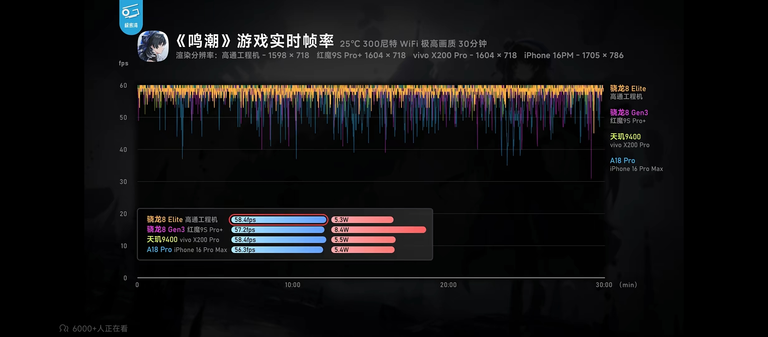 极客湾
《鸣潮》游戏实时帧率 25℃ 300尼特 WiFi 极高画质 30分钟
渲染分辨率：高通工程机 - 1598 × 718 红魔9S Pro+ 1604 × 718 vivo X200 Pro - 1604 × 718 iPhone 16PM - 1705 × 786
fps
60
50
40
30
20
10
0
骁龙8 Elite
高通工程机
骁龙8 Gen3
红魔9S Pro+
天玑9400
vivo X200 Pro
A18 Pro
iPhone 16 Pro Max
骁龙8 Elite 高通工程机 58.4fps 5.3W
骁龙8 Gen3 红魔9S Pro+ 57.2fps 8.4W
天玑9400 vivo X200 Pro 58.4fps 5.5W
A18 Pro iPhone 16 Pro Max 56.3fps 5.4W
0 10:00 20:00 30:00 (min)
6000+人正在看